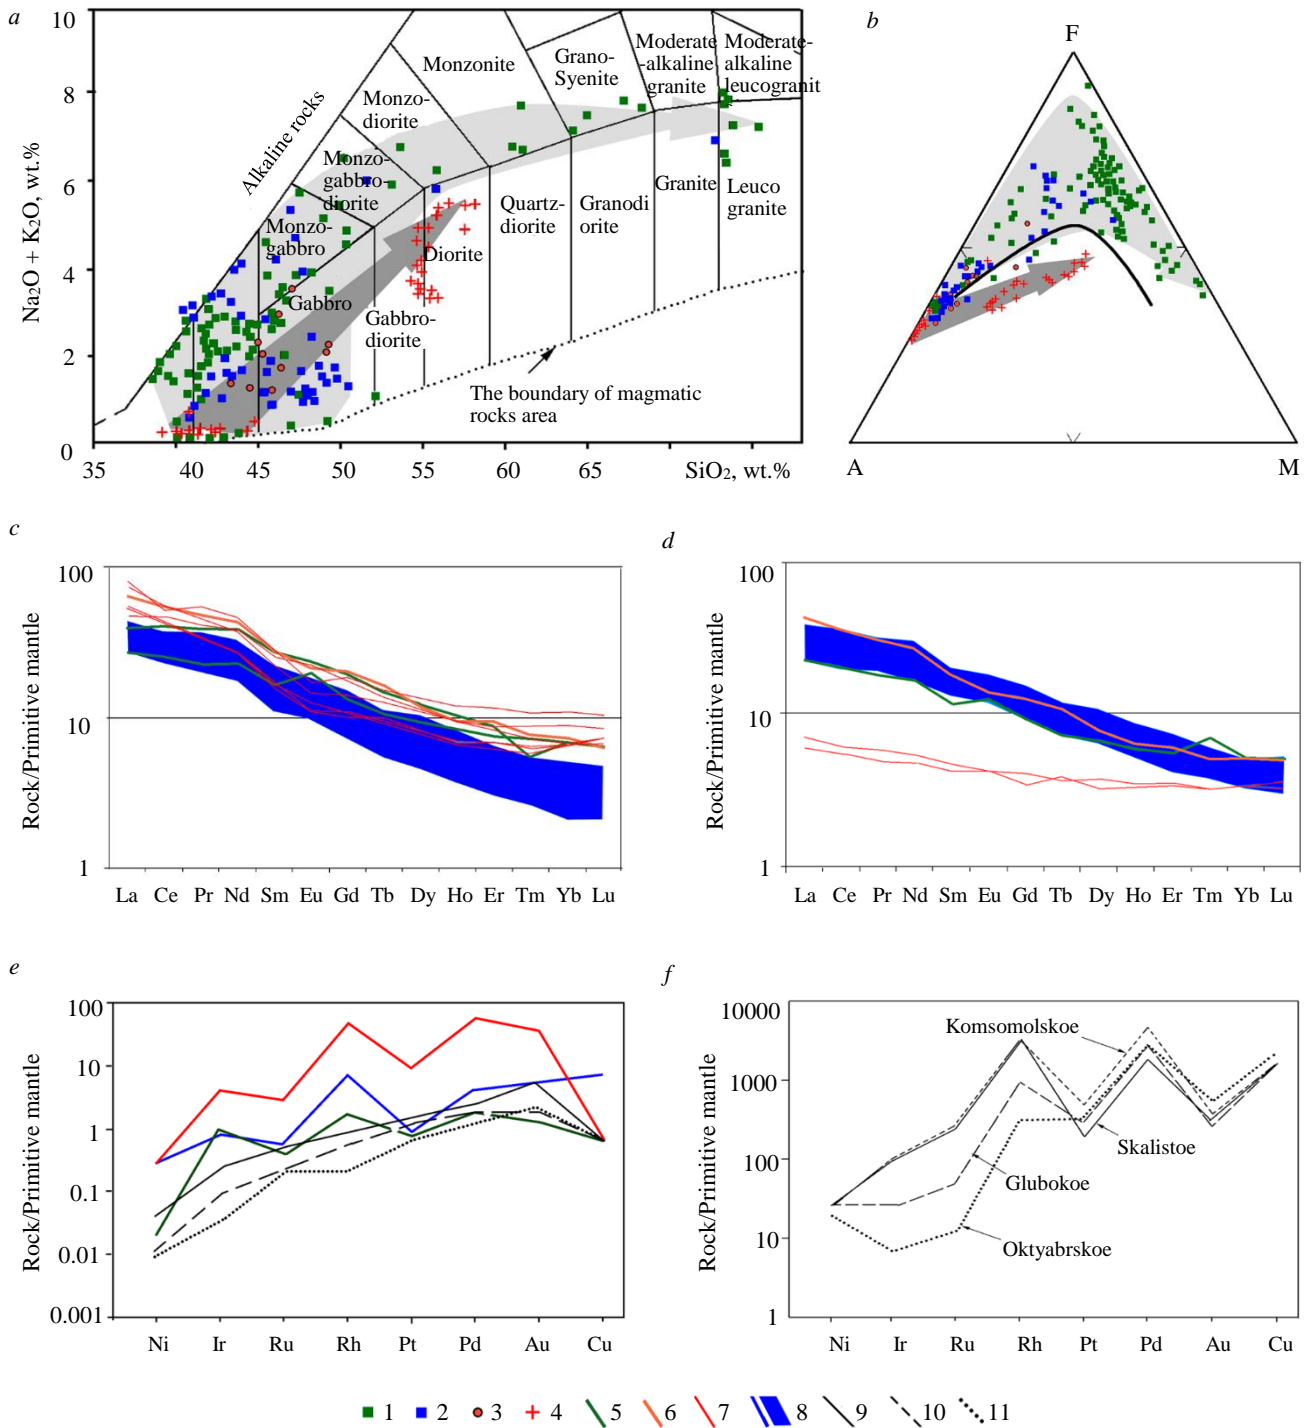 a
10
8
6
4
2
0
Na₂O + K₂O, wt.%
35
40
45
50
55
60
65
SiO₂, wt.%
Alkaline rocks
Monzonite
Grano-
Syenite
Moderate
-alkaline
granite
Moderate-
alkaline
leucogranit
Monzo-
diorite
Monzo-
gabbro-
diorite
Monzo-
gabbro
Gabbro
Gabbro-
diorite
Diorite
Quartz-
diorite
Granodi
orite
Granite
Leuco
granite
The boundary of magmatic
rocks area
b
F
A
M
c
100
10
1
Rock/Primitive mantle
La Ce Pr Nd Sm Eu Gd Tb Dy Ho Er Tm Yb Lu
d
100
10
1
Rock/Primitive mantle
La Ce Pr Nd Sm Eu Gd Tb Dy Ho Er Tm Yb Lu
e
100
10
1
0.1
0.01
0.001
Rock/Primitive mantle
Ni Ir Ru Rh Pt Pd Au Cu
f
10000
1000
100
10
1
Rock/Primitive mantle
Komsomolskoe
Skalistoe
Glubokoe
Oktyabrskoe
Ni Ir Ru Rh Pt Pd Au Cu
1 2 3 4 5 6 7 8 9 10 11